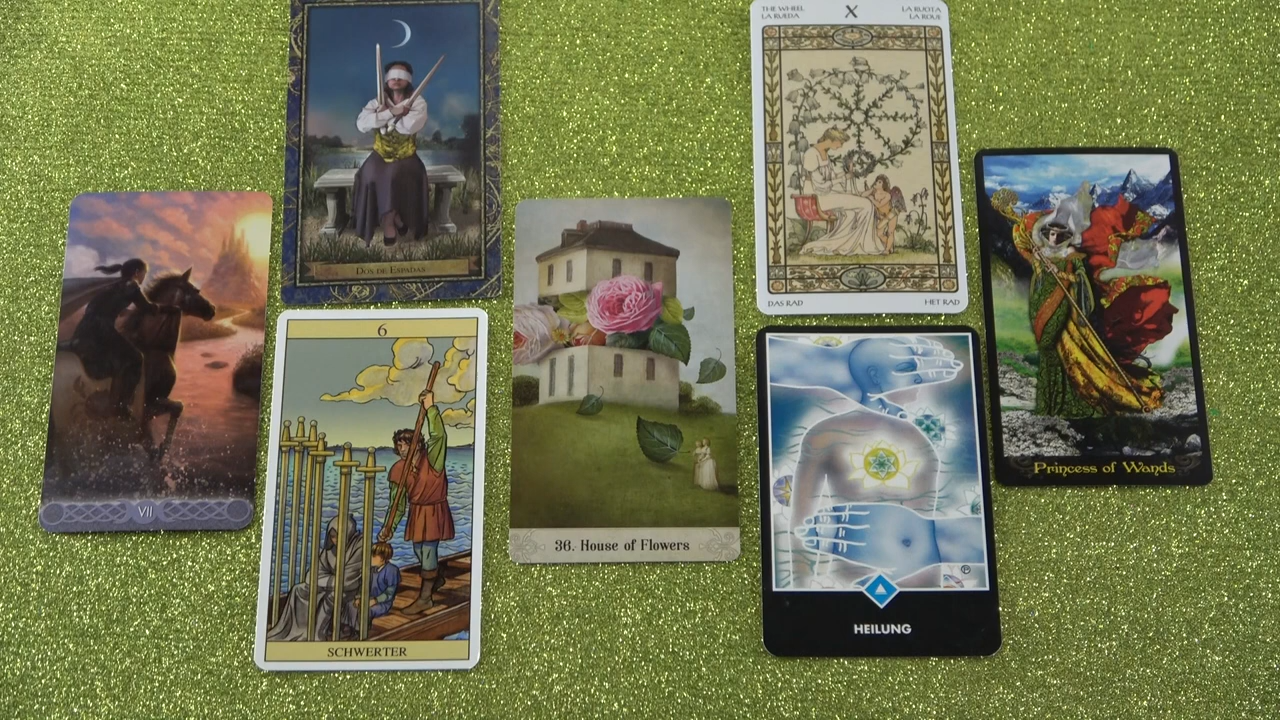 VII
DOS DE ESPADAS
6
SCHWERTER
36. House of Flowers
THE WHEEL
LA RUEDA
X
LA RUOTA
LA ROUE
DAS RAD
HET RAD
HEILUNG
Princess of Wands